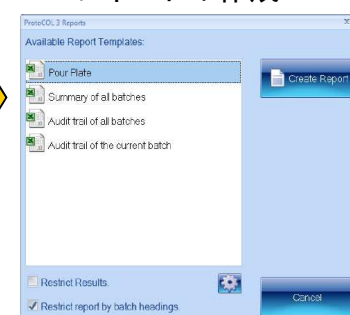 ProtoCOL 3 Reports
Available Report Templates:
Pour Plate
Create Report
Summary of all batches
Audit trail of all batches
Audit trail of the current batch
Restrict Results.
Restrict report by batch headings.
Cancel